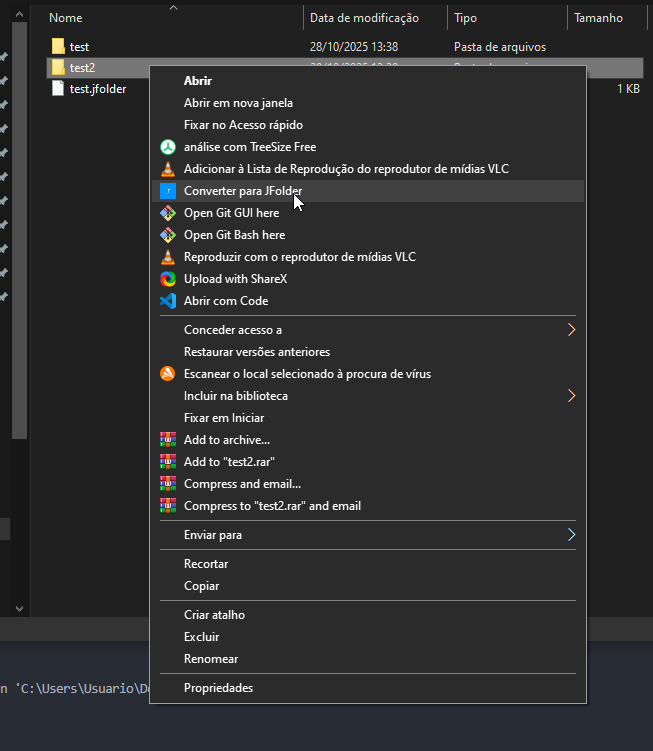 Nome Data de modificação Tipo Tamanho
test 28/10/2025 13:38 Pasta de arquivos
test2
test.jfolder 1 KB
Abrir
Abrir em nova janela
Fixar no Acesso rápido
análise com TreeSize Free
Adicionar à Lista de Reprodução do reprodutor de mídias VLC
Converter para JFolder
Open Git GUI here
Open Git Bash here
Reproduzir com o reprodutor de mídias VLC
Upload with ShareX
Abrir com Code
Conceder acesso a
Restaurar versões anteriores
Escanear o local selecionado à procura de vírus
Incluir na biblioteca
Fixar em Iniciar
Add to archive...
Add to "test2.rar"
Compress and email...
Compress to "test2.rar" and email
Enviar para
Recortar
Copiar
Criar atalho
Excluir
Renomear
n 'C:\Users\Usuario\D
Propriedades